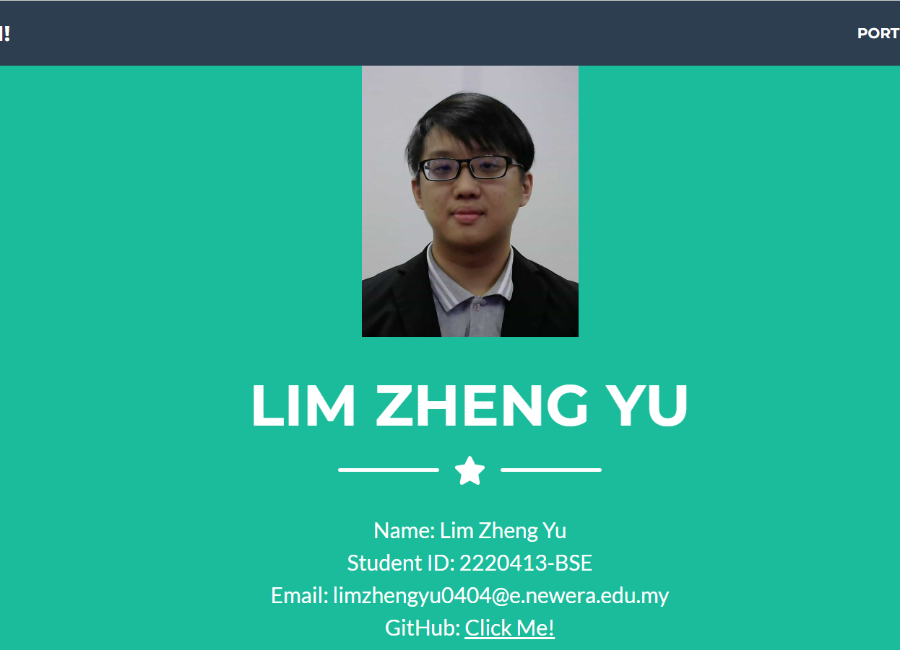 !
PORT
LIM ZHENG YU
Name: Lim Zheng Yu
Student ID: 2220413-BSE
Email: limzhengyu0404@e.newera.edu.my
GitHub: Click Me!